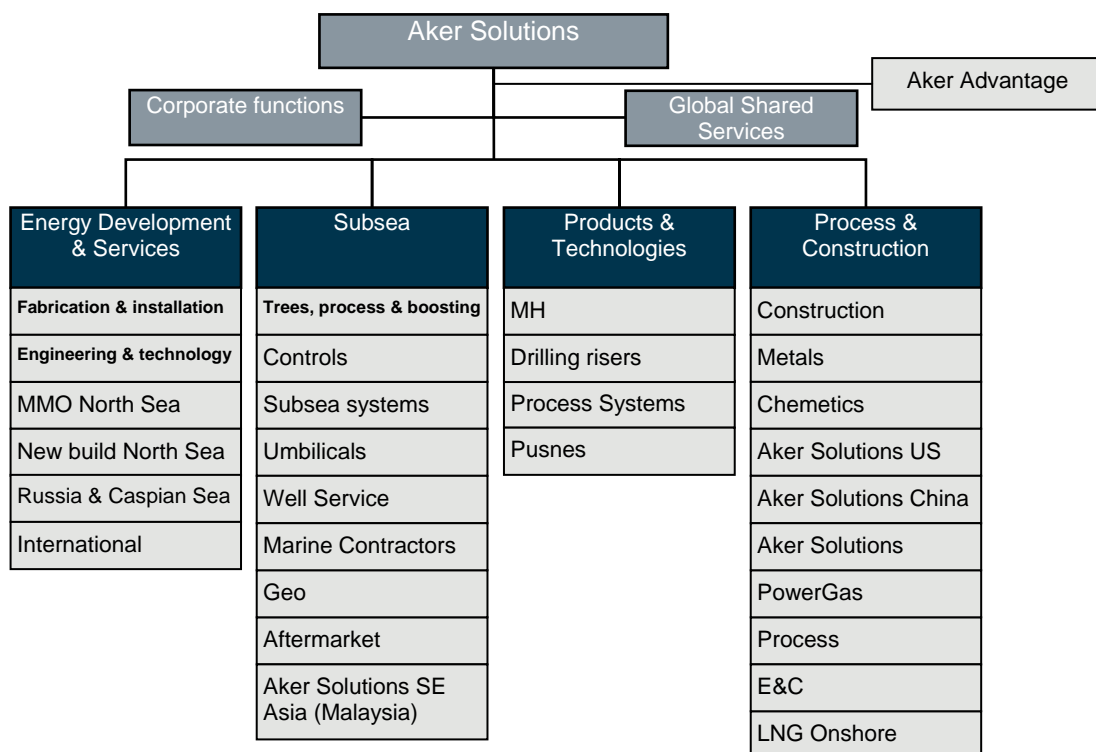 Aker Solutions
Aker Advantage
Corporate functions
Global Shared
Services
Energy Development
& Services
Fabrication & installation
Engineering & technology
MMO North Sea
New build North Sea
Russia & Caspian Sea
International
Subsea
Trees, process & boosting
Controls
Subsea systems
Umbilicals
Well Service
Marine Contractors
Geo
Aftermarket
Aker Solutions SE
Asia (Malaysia)
Products &
Technologies
MH
Drilling risers
Process Systems
Pusnes
Process &
Construction
Construction
Metals
Chemetics
Aker Solutions US
Aker Solutions China
Aker Solutions
PowerGas
Process
E&C
LNG Onshore